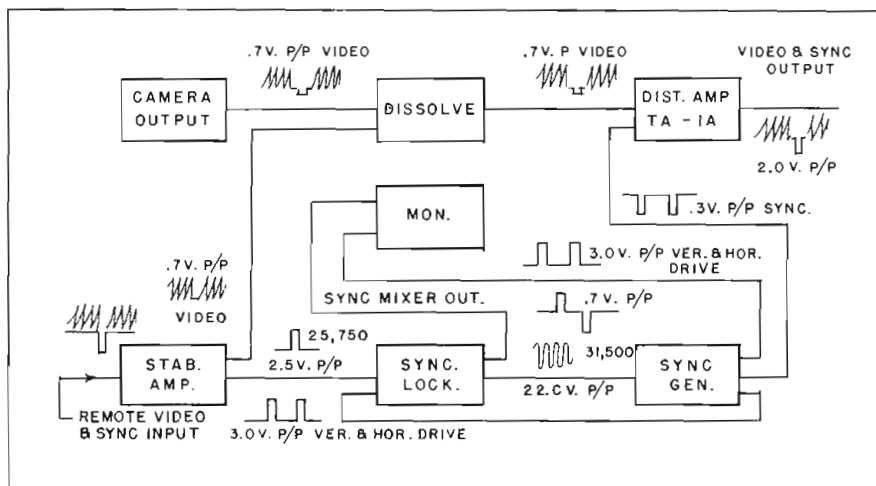 .7V. P/P VIDEO
.7V. P VIDEO
VIDEO & SYNC
OUTPUT
CAMERA
OUTPUT
DISSOLVE
DIST. AMP
TA - 1A
2.0 V. P/P
MON.
.3V. P/P SYNC.
3.0V. P/P VER. & HOR.
DRIVE
.7V. P/P
VIDEO
SYNC MIXER OUT.
.7V. P/P
25,750
2.5V. P/P
31,500
22.0V. P/P
STAB.
AMP.
SYNC.
LOCK.
SYNC
GEN.
REMOTE VIDEO
& SYNC INPUT
3.0V. P/P VER. & HOR. DRIVE